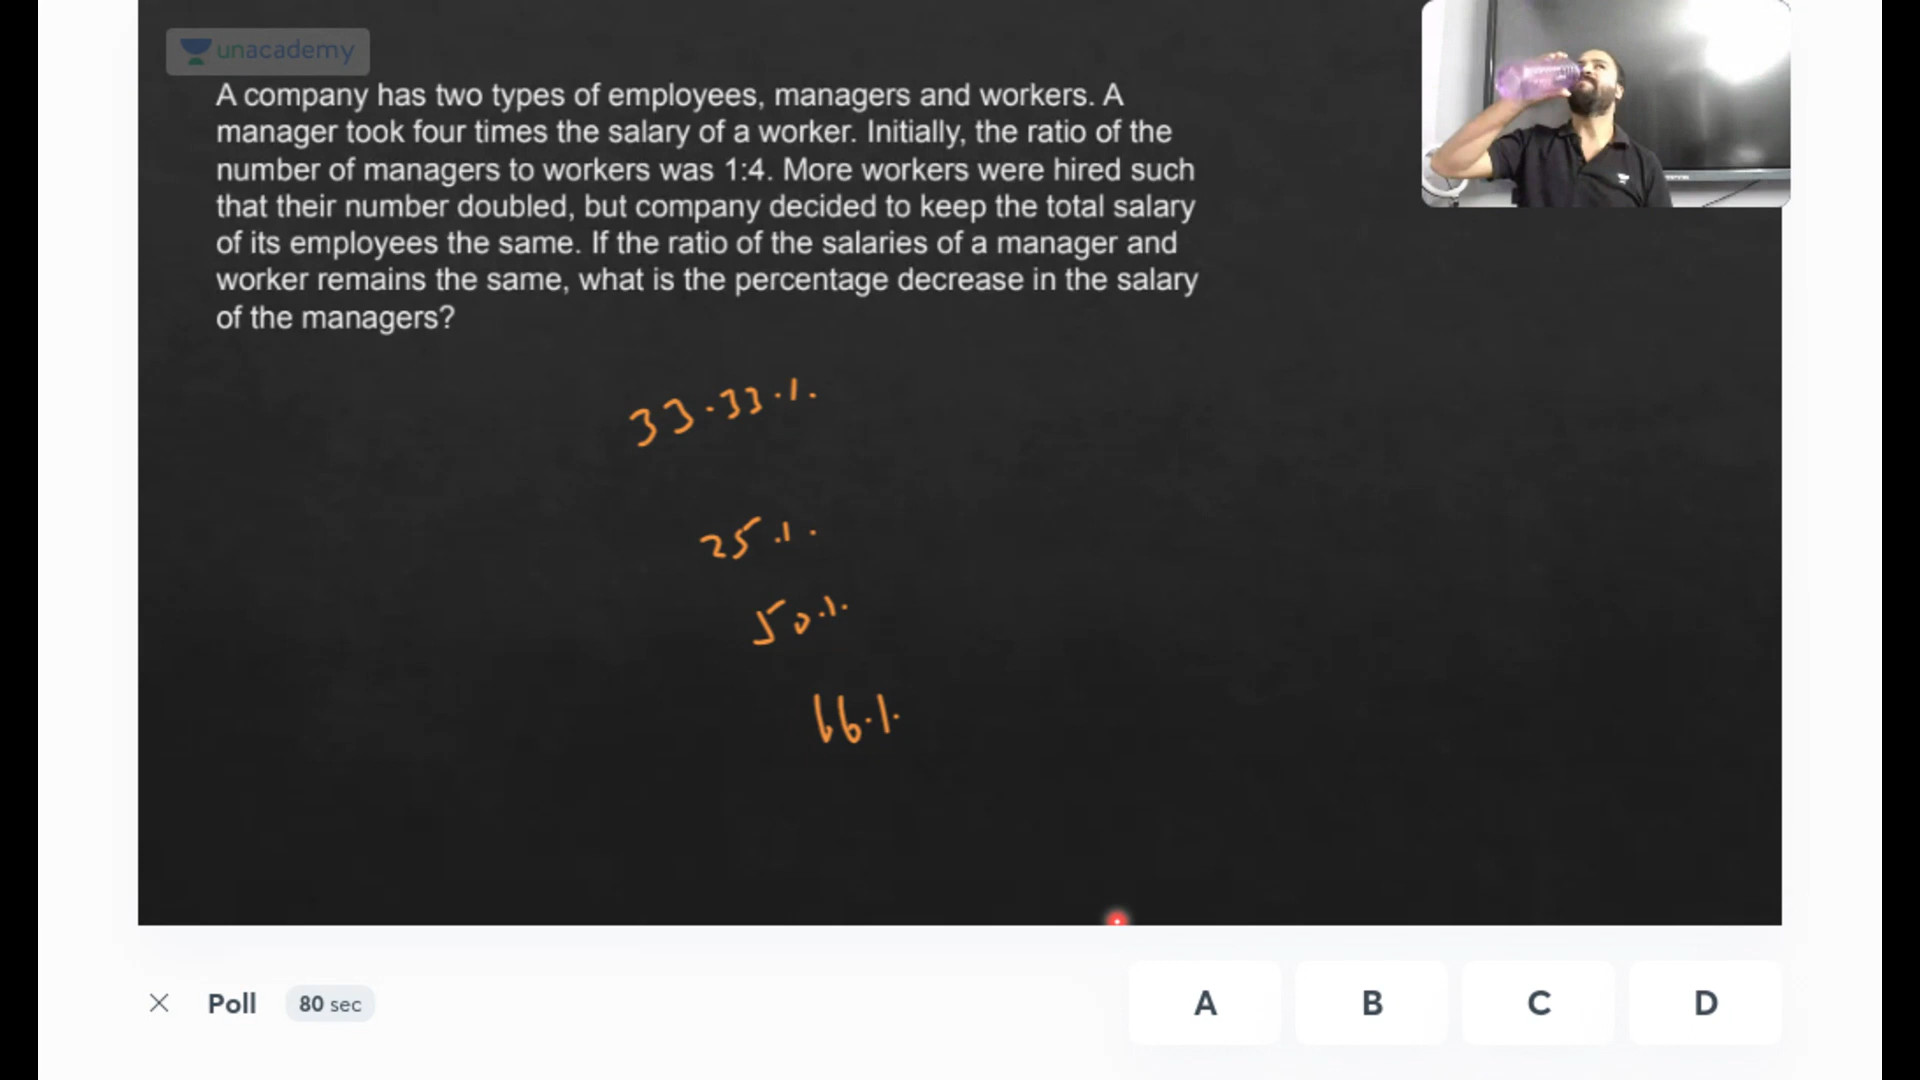 unacademy
A company has two types of employees, managers and workers. A
manager took four times the salary of a worker. Initially, the ratio of the
number of managers to workers was 1:4. More workers were hired such
that their number doubled, but company decided to keep the total salary
of its employees the same. If the ratio of the salaries of a manager and
worker remains the same, what is the percentage decrease in the salary
of the managers?
33.33%
25%
50%
66%
Poll 80 sec A B C D